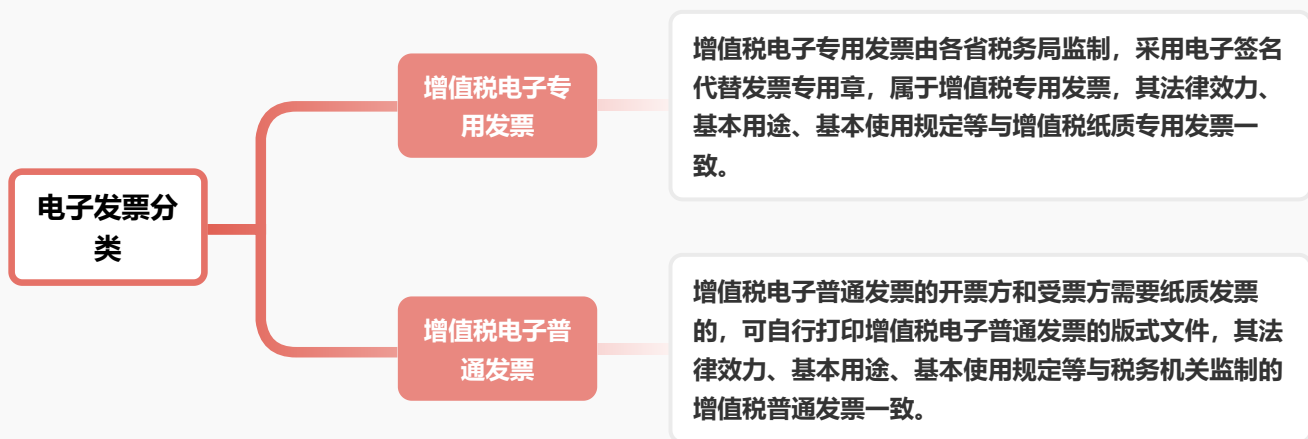 电子发票分
类
增值税电子专
用发票
增值税电子专用发票由各省税务局监制，采用电子签名
代替发票专用章，属于增值税专用发票，其法律效力、
基本用途、基本使用规定等与增值税纸质专用发票一
致。
增值税电子普
通发票
增值税电子普通发票的开票方和受票方需要纸质发票
的，可自行打印增值税电子普通发票的版式文件，其法
律效力、基本用途、基本使用规定等与税务机关监制的
增值税普通发票一致。